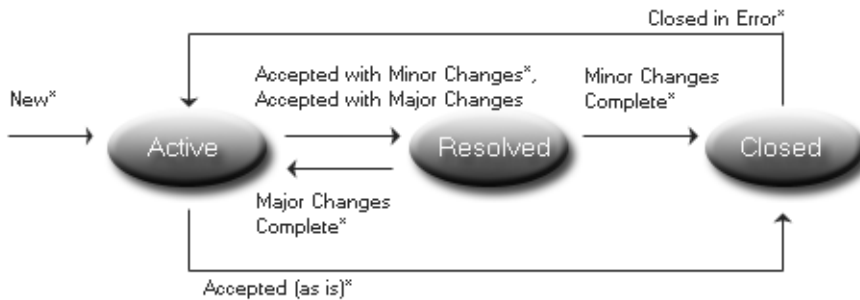 Closed in Error*
New*
Accepted with Minor Changes*,
Accepted with Major Changes
Minor Changes
Complete*
Active
Resolved
Closed
Major Changes
Complete*
Accepted (as is)*